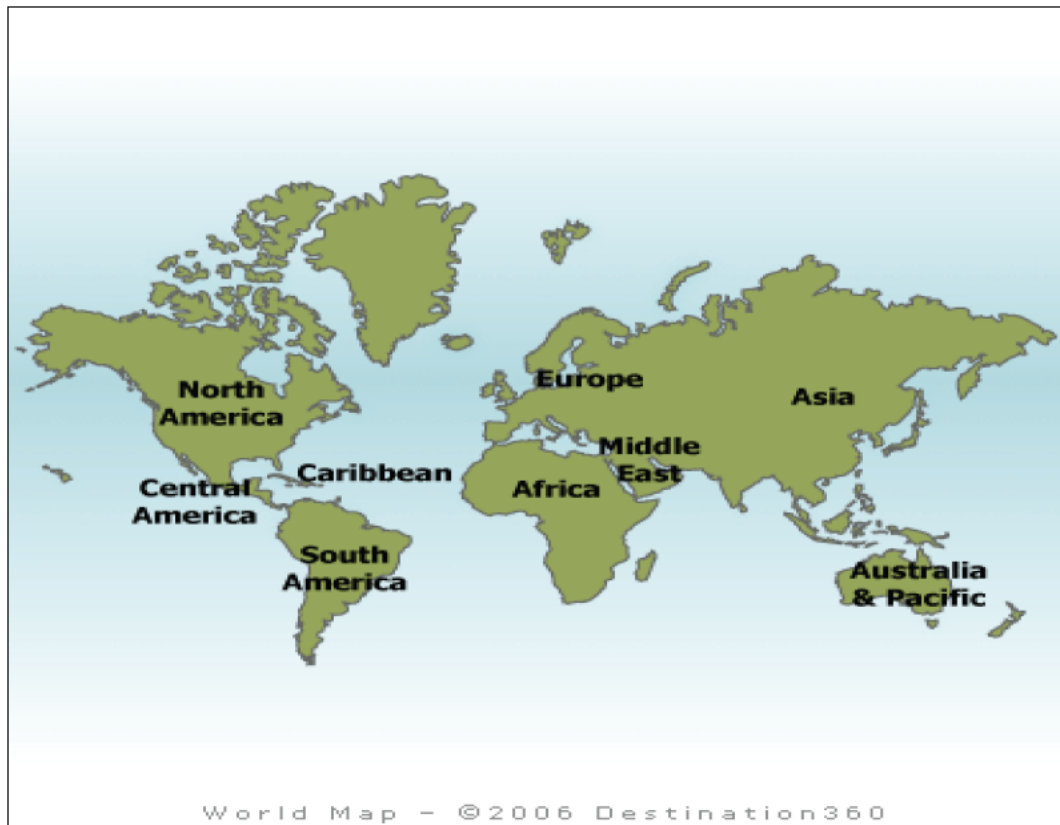 North
America
Europe
Asia
Middle
East
Caribbean
Central
America
Africa
South
America
Australia
& Pacific
World Map - ©2006 Destination360